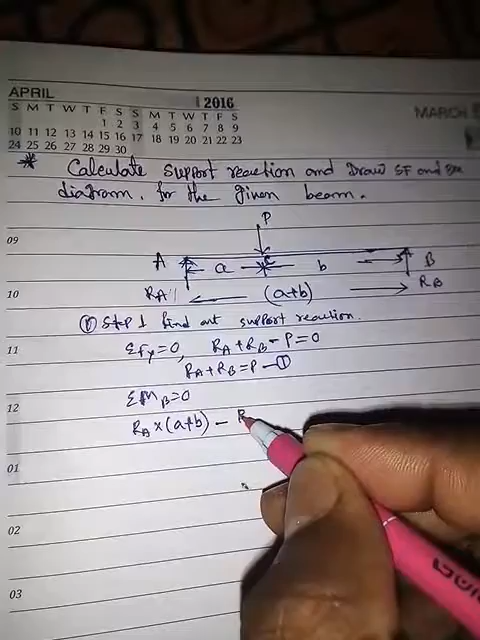 APRIL
2016
MARCH
S M T W T F S S M T W T F S
1 2 3 4 5 6 7 8 9
10 11 12 13 14 15 16 17 18 19 20 21 22 23
24 25 26 27 28 29 30
* Calculate support reaction and Draw SF and BM
diagram. for the given beam.
P
09
A a c b B
RA (a+b) RB
10
① Step 1 Find out support reaction.
11
ΣFy=0, RA+RB-P=0
RA+RB=P-①
ΣMB=0
12
RA×(a+b) -
01
02
03